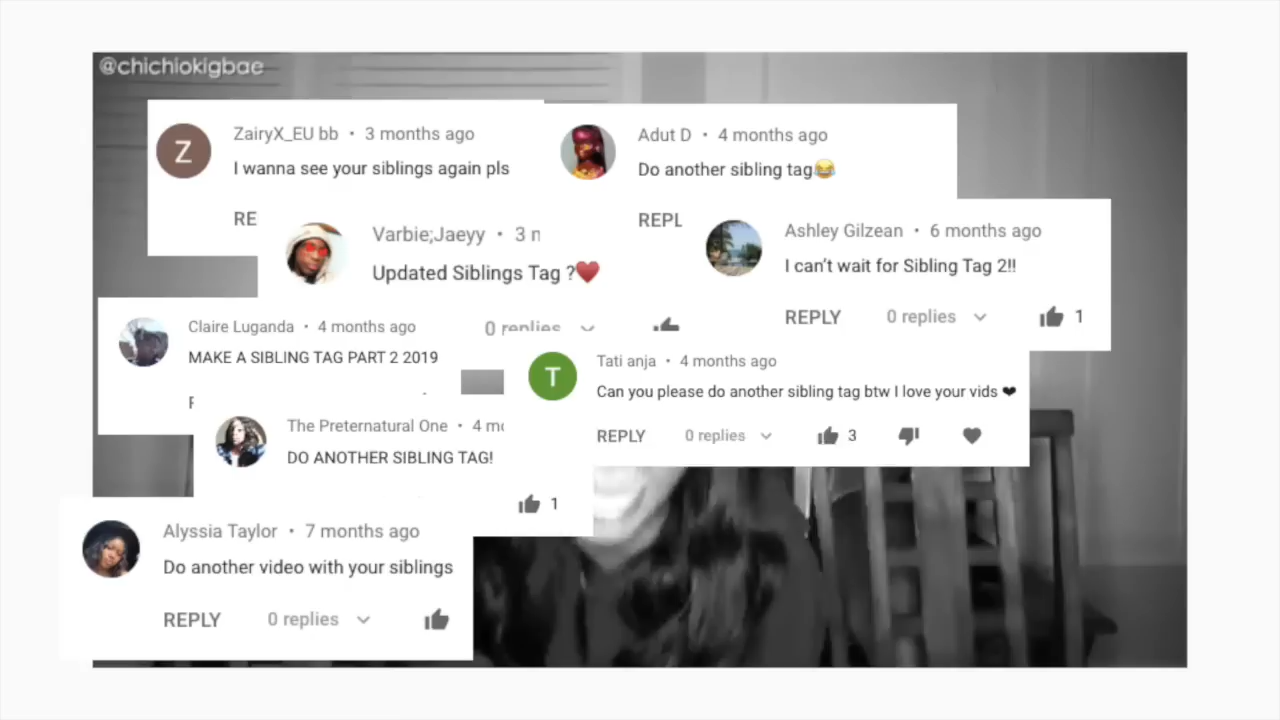 @chichiokigbae
ZairyX_EU bb • 3 months ago
I wanna see your siblings again pls
RE
Adut D • 4 months ago
Do another sibling tag😂
REPL
Varbie;Jaeyy • 3
Updated Siblings Tag ?♥️
0 replies
Ashley Gilzean • 6 months ago
I can't wait for Sibling Tag 2!!
REPLY 0 replies 1
Claire Luganda • 4 months ago
MAKE A SIBLING TAG PART 2 2019
Tati anja • 4 months ago
Can you please do another sibling tag btw I love your vids ❤
REPLY 0 replies 3
The Preternatural One • 4 mo
DO ANOTHER SIBLING TAG!
1
Alyssia Taylor • 7 months ago
Do another video with your siblings
REPLY 0 replies